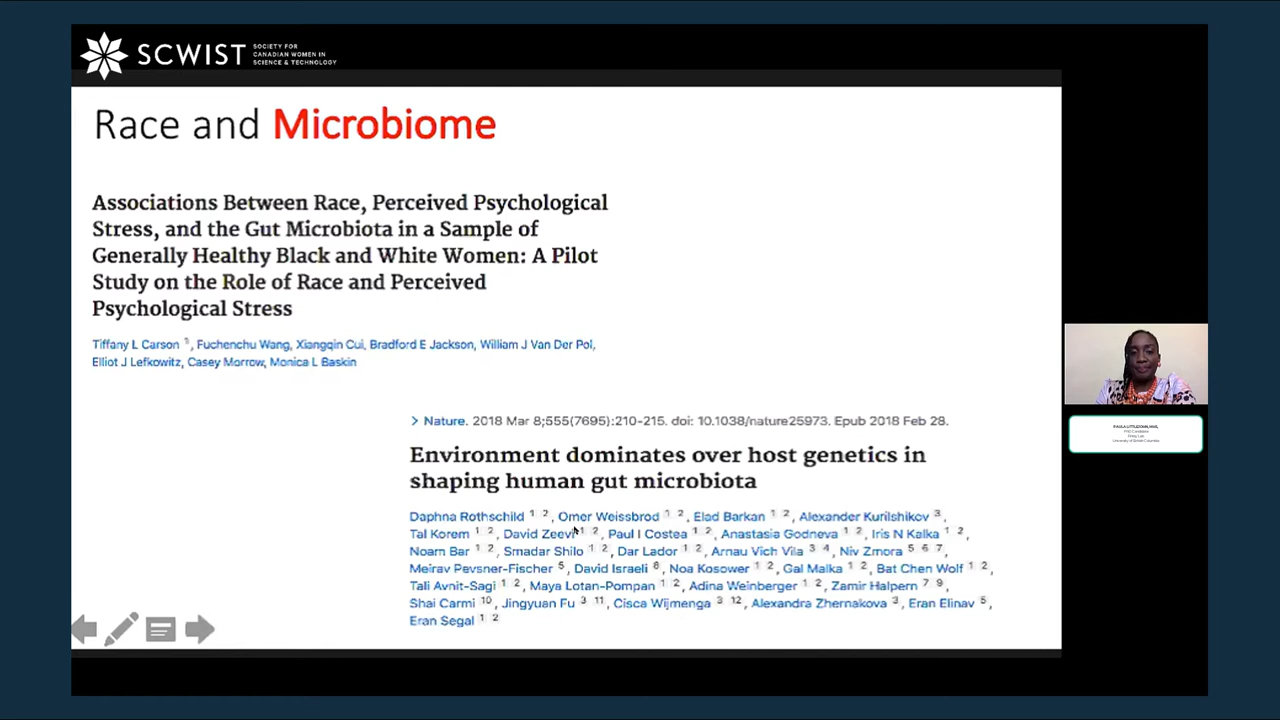 SCWIST
SOCIETY FOR
CANADIAN WOMEN IN
SCIENCE & TECHNOLOGY
Race and Microbiome
Associations Between Race, Perceived Psychological
Stress, and the Gut Microbiota in a Sample of
Generally Healthy Black and White Women: A Pilot
Study on the Role of Race and Perceived
Psychological Stress
Tiffany L Carson 1, Fuchenchu Wang, Xiangqin Cui, Bradford E Jackson, William J Van Der Pol,
Elliot J Lefkowitz, Casey Morrow, Monica L Baskin
> Nature. 2018 Mar 8;555(7695):210-215. doi: 10.1038/nature25973. Epub 2018 Feb 28.
Environment dominates over host genetics in
shaping human gut microbiota
Daphna Rothschild 1 2, Omer Weissbrod 1 2, Elad Barkan 1 2, Alexander Kurilshikov 3,
Tal Korem 1 2, David Zeevi 1 2, Paul I Costea 1 2, Anastasia Godneva 1 2, Iris N Kalka 1 2,
Noam Bar 1 2, Smadar Shilo 1 2, Dar Lador 1 2, Arnau Vich Vila 3 4, Niv Zmora 5 6 7,
Meirav Pevsner-Fischer 5, David Israeli 8, Noa Kosower 1 2, Gal Malka 1 2, Bat Chen Wolf 1 2,
Tali Avnit-Sagi 1 2, Maya Lotan-Pompan 1 2, Adina Weinberger 1 2, Zamir Halpern 7 9,
Shai Carmi 10, Jingyuan Fu 3 11, Cisca Wijmenga 3 12, Alexandra Zhernakova 3, Eran Elinav 5,
Eran Segal 1 2
PhD Candidate
University of British Columbia